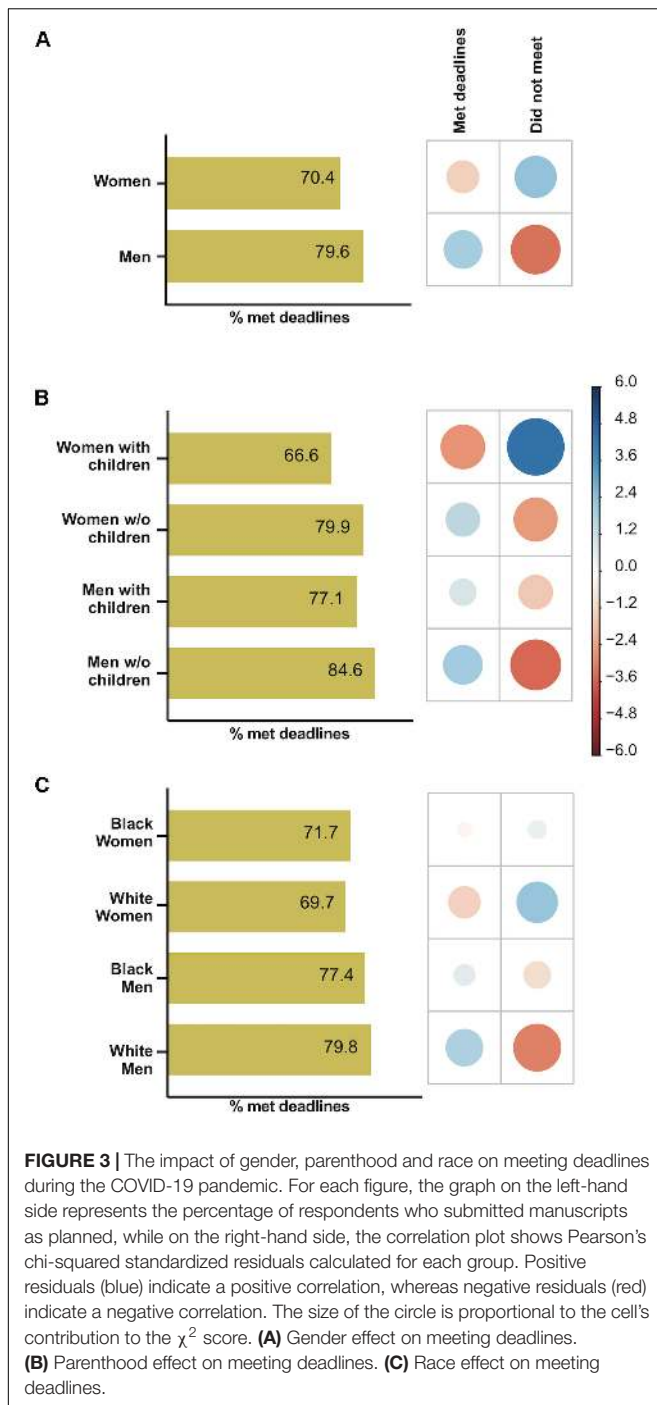 A
Met deadlines
Did not meet
Women
70.4
Men
79.6
% met deadlines
B
Women with
children
66.6
Women w/o
children
79.9
Men with
children
77.1
Men w/o
children
84.6
% met deadlines
6.0
4.8
3.6
2.4
1.2
0.0
−1.2
−2.4
−3.6
−4.8
−6.0
C
Black
Women
71.7
White
Women
69.7
Black
Men
77.4
White
Men
79.8
% met deadlines
FIGURE 3 | The impact of gender, parenthood and race on meeting deadlines
during the COVID-19 pandemic. For each figure, the graph on the left-hand
side represents the percentage of respondents who submitted manuscripts
as planned, while on the right-hand side, the correlation plot shows Pearson's
chi-squared standardized residuals calculated for each group. Positive
residuals (blue) indicate a positive correlation, whereas negative residuals (red)
indicate a negative correlation. The size of the circle is proportional to the cell's
contribution to the χ² score. (A) Gender effect on meeting deadlines.
(B) Parenthood effect on meeting deadlines. (C) Race effect on meeting
deadlines.